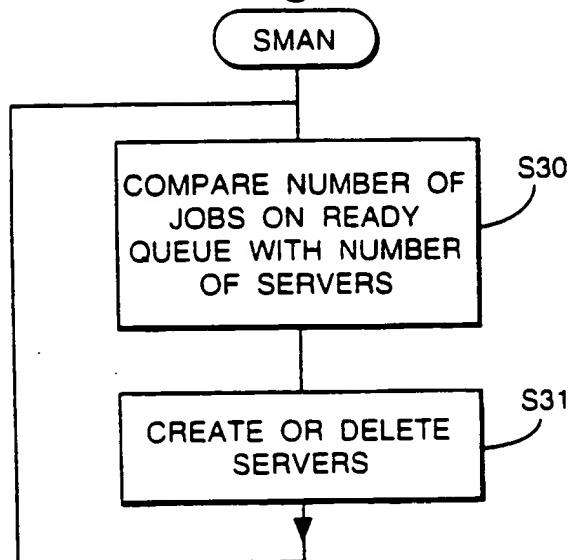 SMAN
COMPARE NUMBER OF
JOBS ON READY
QUEUE WITH NUMBER
OF SERVERS
S30
CREATE OR DELETE
SERVERS
S31